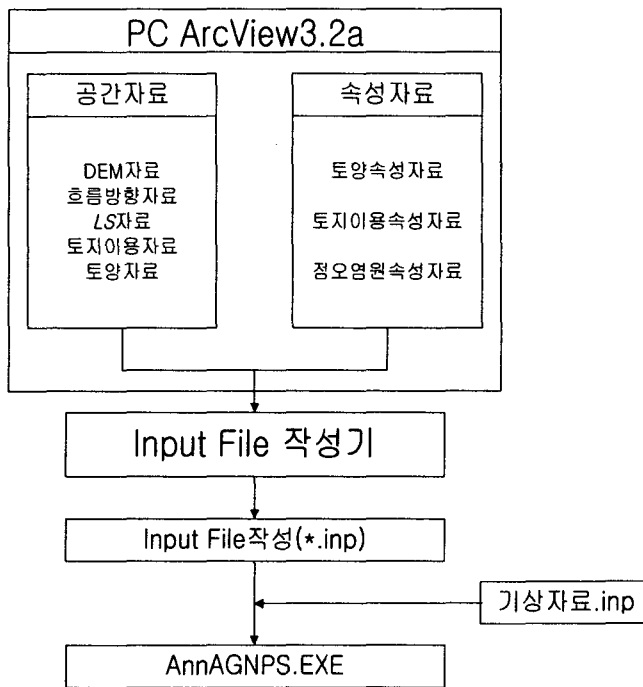 PC ArcView3.2a
공간자료
DEM자료
흐름방향자료
LS자료
토지이용자료
토양자료
속성자료
토양속성자료
토지이용속성자료
점오염원속성자료
Input File 작성기
Input File작성(*.inp)
기상자료.inp
AnnAGNPS.EXE